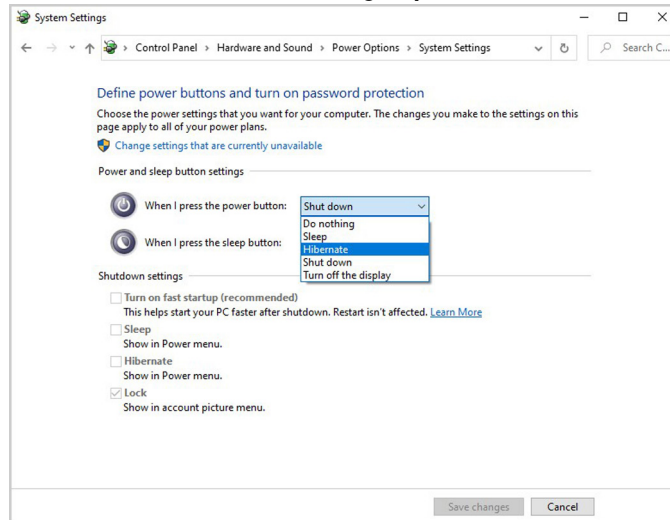 System Settings
Control Panel > Hardware and Sound > Power Options > System Settings
Search C...
Define power buttons and turn on password protection
Choose the power settings that you want for your computer. The changes you make to the settings on this
page apply to all of your power plans.
Change settings that are currently unavailable
Power and sleep button settings
When I press the power button: Shut down
Do nothing
Sleep
When I press the sleep button: Hibernate
Shut down
Turn off the display
Shutdown settings
Turn on fast startup (recommended)
This helps start your PC faster after shutdown. Restart isn't affected. Learn More
Sleep
Show in Power menu.
Hibernate
Show in Power menu.
Lock
Show in account picture menu.
Save changes Cancel